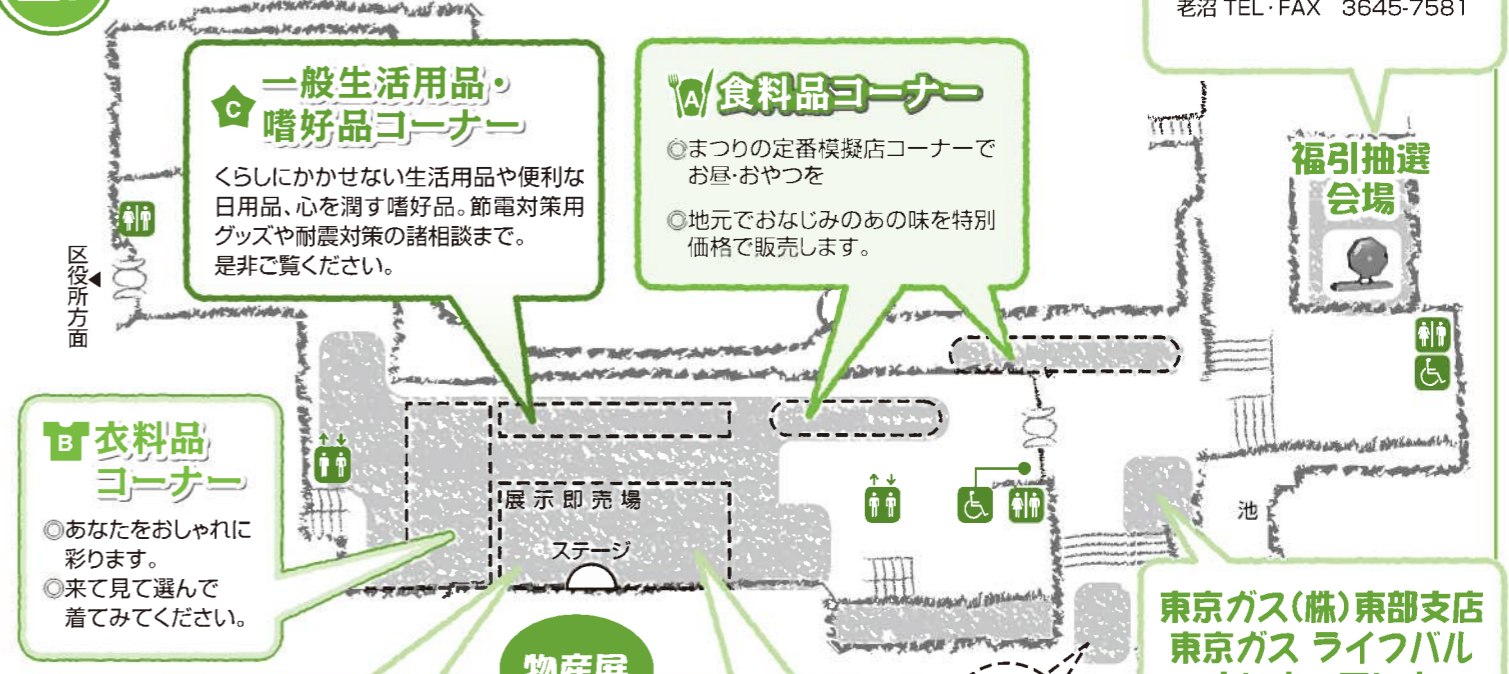 老沼 TEL・FAX 3645-7581
C
一般生活用品・
嗜好品コーナー
くらしにかかせない生活用品や便利な
日用品、心を潤す嗜好品。節電対策用
グッズや耐震対策の諸相談まで。
是非ご覧ください。
A 食料品コーナー
◎まつりの定番模擬店コーナーで
お昼・おやつを
◎地元でおなじみのあの味を特別
価格で販売します。
福引抽選
会場
区役所方面
B 衣料品
コーナー
◎あなたをおしゃれに
彩ります。
◎来て見て選んで
着てみてください。
展示即売場
ステージ
池
物産展
東京ガス(株)東部支店
東京ガス ライフバル